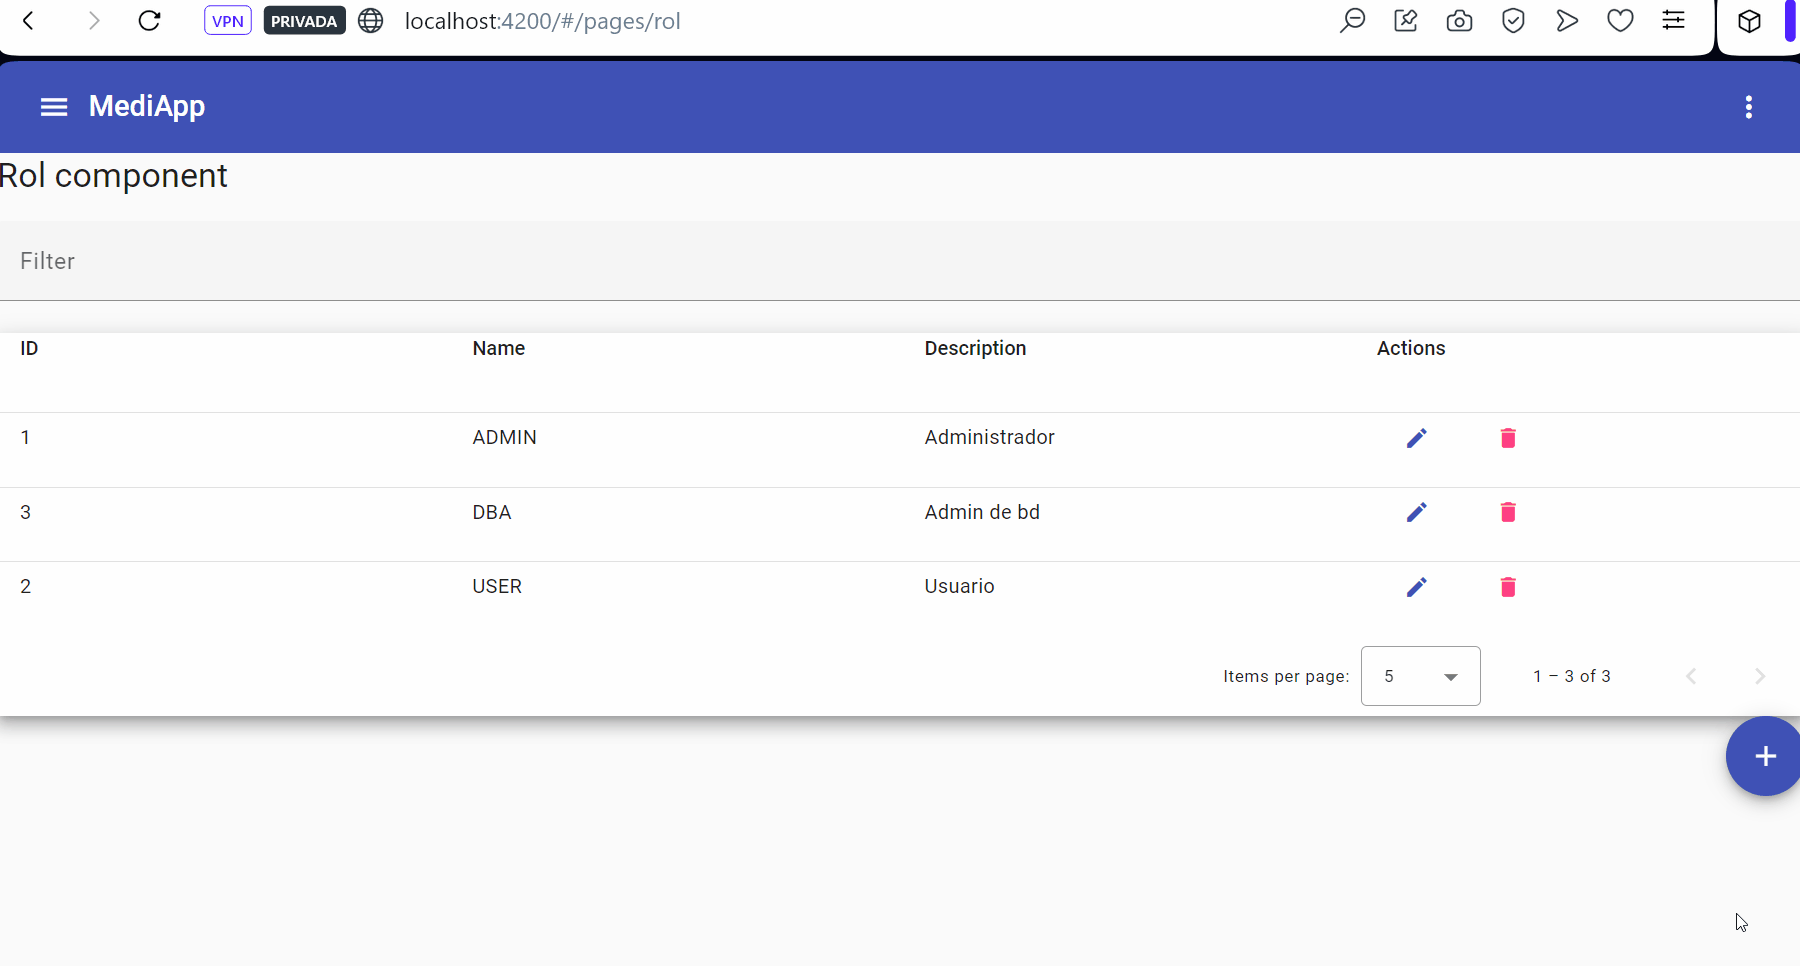 VPN PRIVADA localhost:4200/#/pages/rol
MediApp
Rol component
Filter
ID Name Description Actions
1 ADMIN Administrador
3 DBA Admin de bd
2 USER Usuario
Items per page: 5 1 – 3 of 3